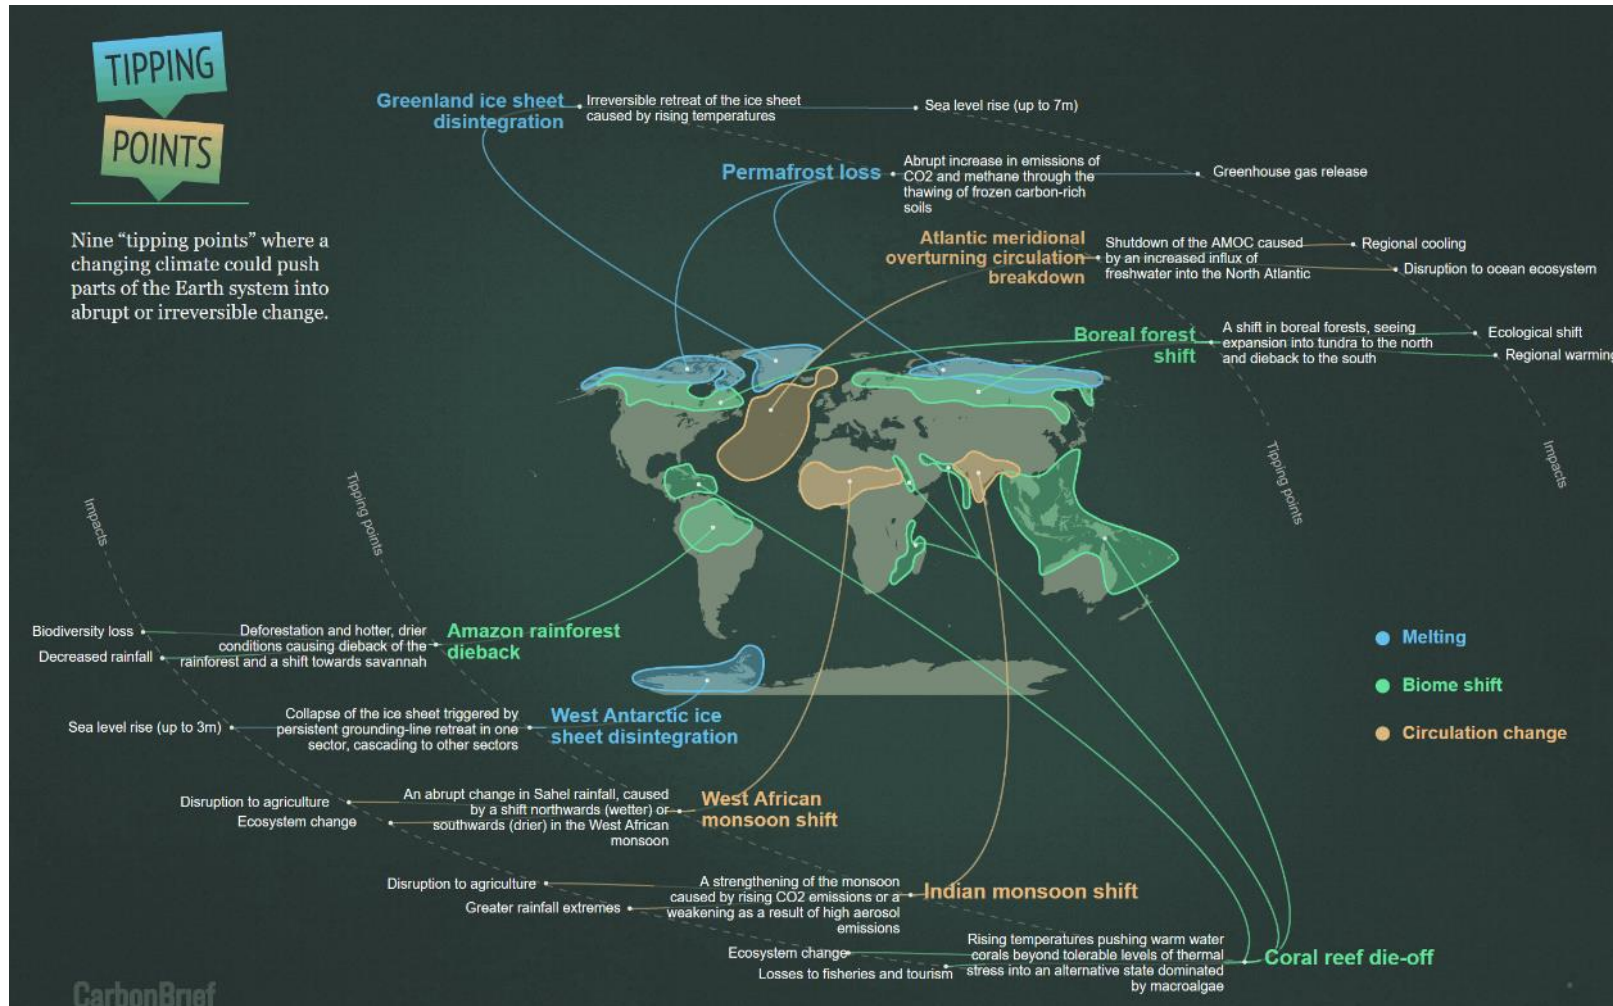 TIPPING
POINTS
Nine “tipping points” where a
changing climate could push
parts of the Earth system into
abrupt or irreversible change.
Greenland ice sheet
disintegration
Irreversible retreat of the ice sheet
caused by rising temperatures
Sea level rise (up to 7m)
Permafrost loss
Abrupt increase in emissions of
CO2 and methane through the
thawing of frozen carbon-rich
soils
Greenhouse gas release
Atlantic meridional
overturning circulation
breakdown
Shutdown of the AMOC caused
by an increased influx of
freshwater into the North Atlantic
Regional cooling
Disruption to ocean ecosystem
Boreal forest
shift
A shift in boreal forests, seeing
expansion into tundra to the north
and dieback to the south
Ecological shift
Regional warming
Tipping points
Impacts
Impacts
Tipping points
Biodiversity loss
Decreased rainfall
Deforestation and hotter, drier
conditions causing dieback of the
rainforest and a shift towards savannah
Amazon rainforest
dieback
Sea level rise (up to 3m)
Collapse of the ice sheet triggered by
persistent grounding-line retreat in one
sector, cascading to other sectors
West Antarctic ice
sheet disintegration
Disruption to agriculture
Ecosystem change
An abrupt change in Sahel rainfall, caused
by a shift northwards (wetter) or
southwards (drier) in the West African
monsoon
West African
monsoon shift
Disruption to agriculture
Greater rainfall extremes
A strengthening of the monsoon
caused by rising CO2 emissions or a
weakening as a result of high aerosol
emissions
Indian monsoon shift
Ecosystem change
Losses to fisheries and tourism
Rising temperatures pushing warm water
corals beyond tolerable levels of thermal
stress into an alternative state dominated
by macroalgae
Coral reef die-off
Melting
Biome shift
Circulation change
CarbonBrief